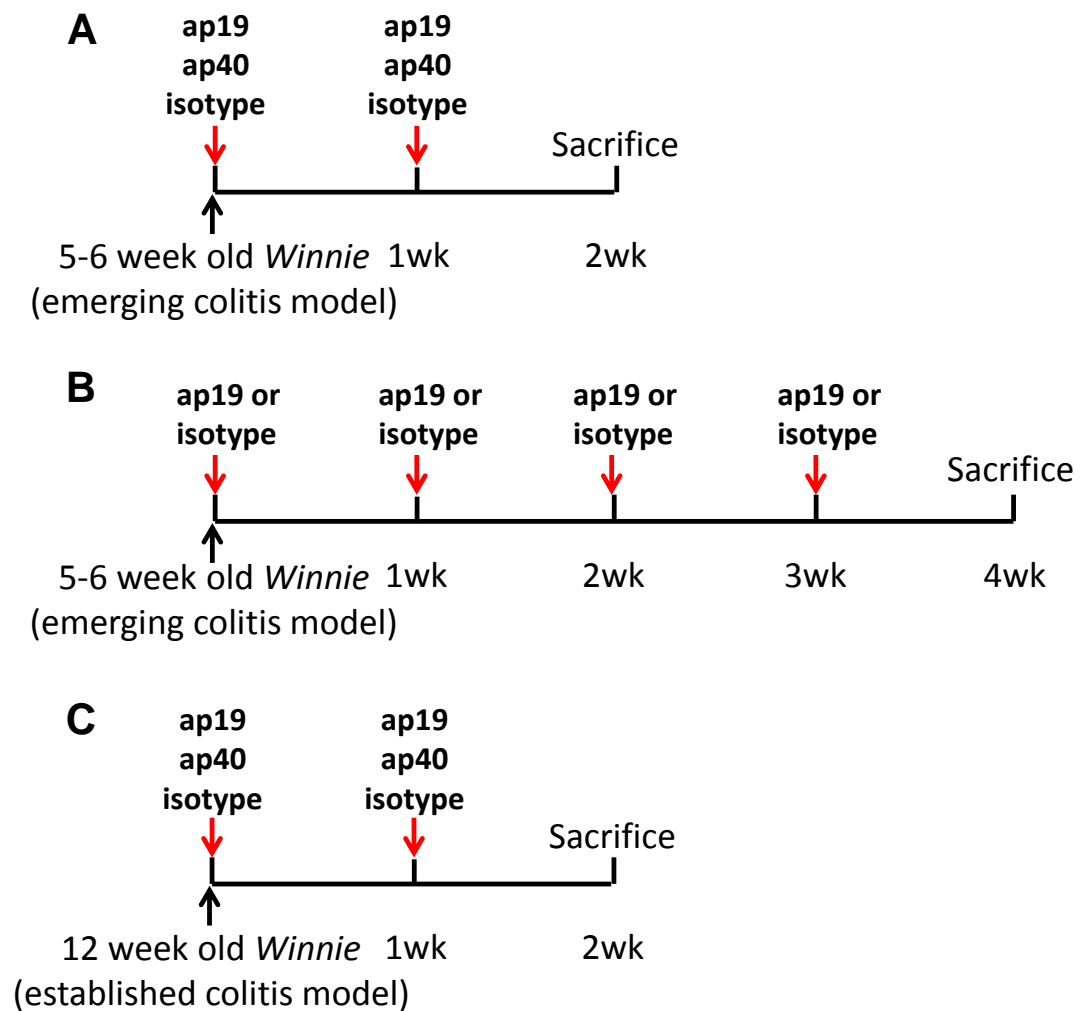 A
ap19
ap40
isotype
ap19
ap40
isotype
Sacrifice
5-6 week old Winnie 1wk 2wk
(emerging colitis model)
B
ap19 or
isotype
ap19 or
isotype
ap19 or
isotype
ap19 or
isotype
Sacrifice
5-6 week old Winnie 1wk 2wk 3wk 4wk
(emerging colitis model)
C
ap19
ap40
isotype
ap19
ap40
isotype
Sacrifice
12 week old Winnie 1wk 2wk
(established colitis model)